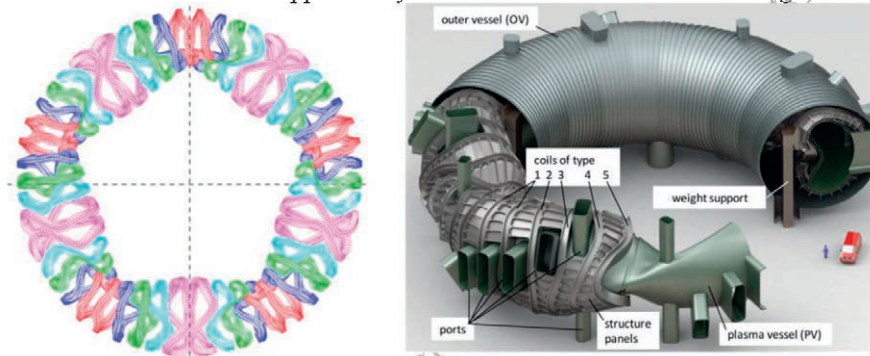 outer vessel (OV)
coils of type
1 2 3 4 5
weight support
ports
structure
panels
plasma vessel (PV)